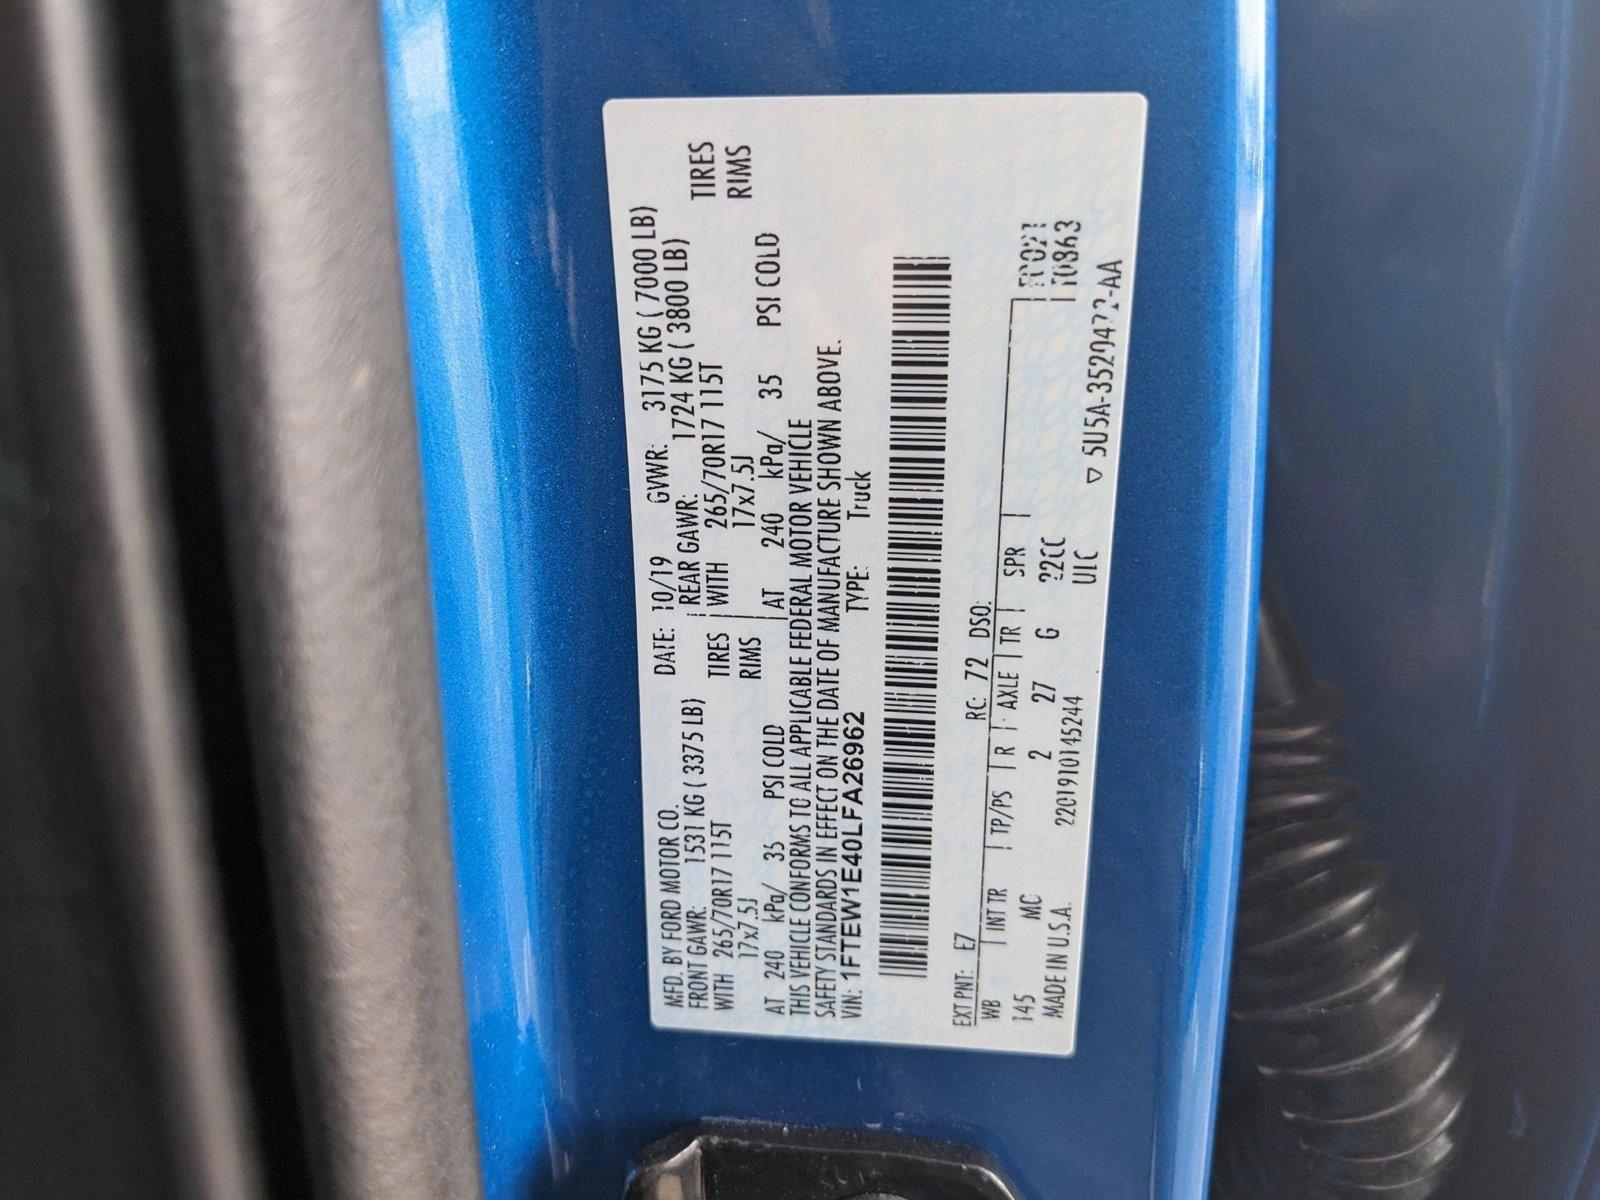 MFD. BY FORD MOTOR CO.
DATE: 10/19 GVWR: 3175 KG ( 7000 LB)
FRONT GAWR: 1531 KG ( 3375 LB)
REAR GAWR: 1724 KG ( 3800 LB)
WITH 265/70R17 115T TIRES
WITH 265/70R17 115T TIRES
17x7.5J RIMS
17x7.5J RIMS
AT 240 kPa/ 35 PSI COLD
AT 240 kPa/ 35 PSI COLD
THIS VEHICLE CONFORMS TO ALL APPLICABLE FEDERAL MOTOR VEHICLE
SAFETY STANDARDS IN EFFECT ON THE DATE OF MANUFACTURE SHOWN ABOVE.
VIN: 1FTEW1E40LFA26962 TYPE: Truck
EXT PNT: E7 RC: 72 DSO:
WB INT TR TP/PS R AXLE TR SPR
145 MC 2 27 G 22CC
MADE IN U.S.A. 220191014​5244 UIC
T0863